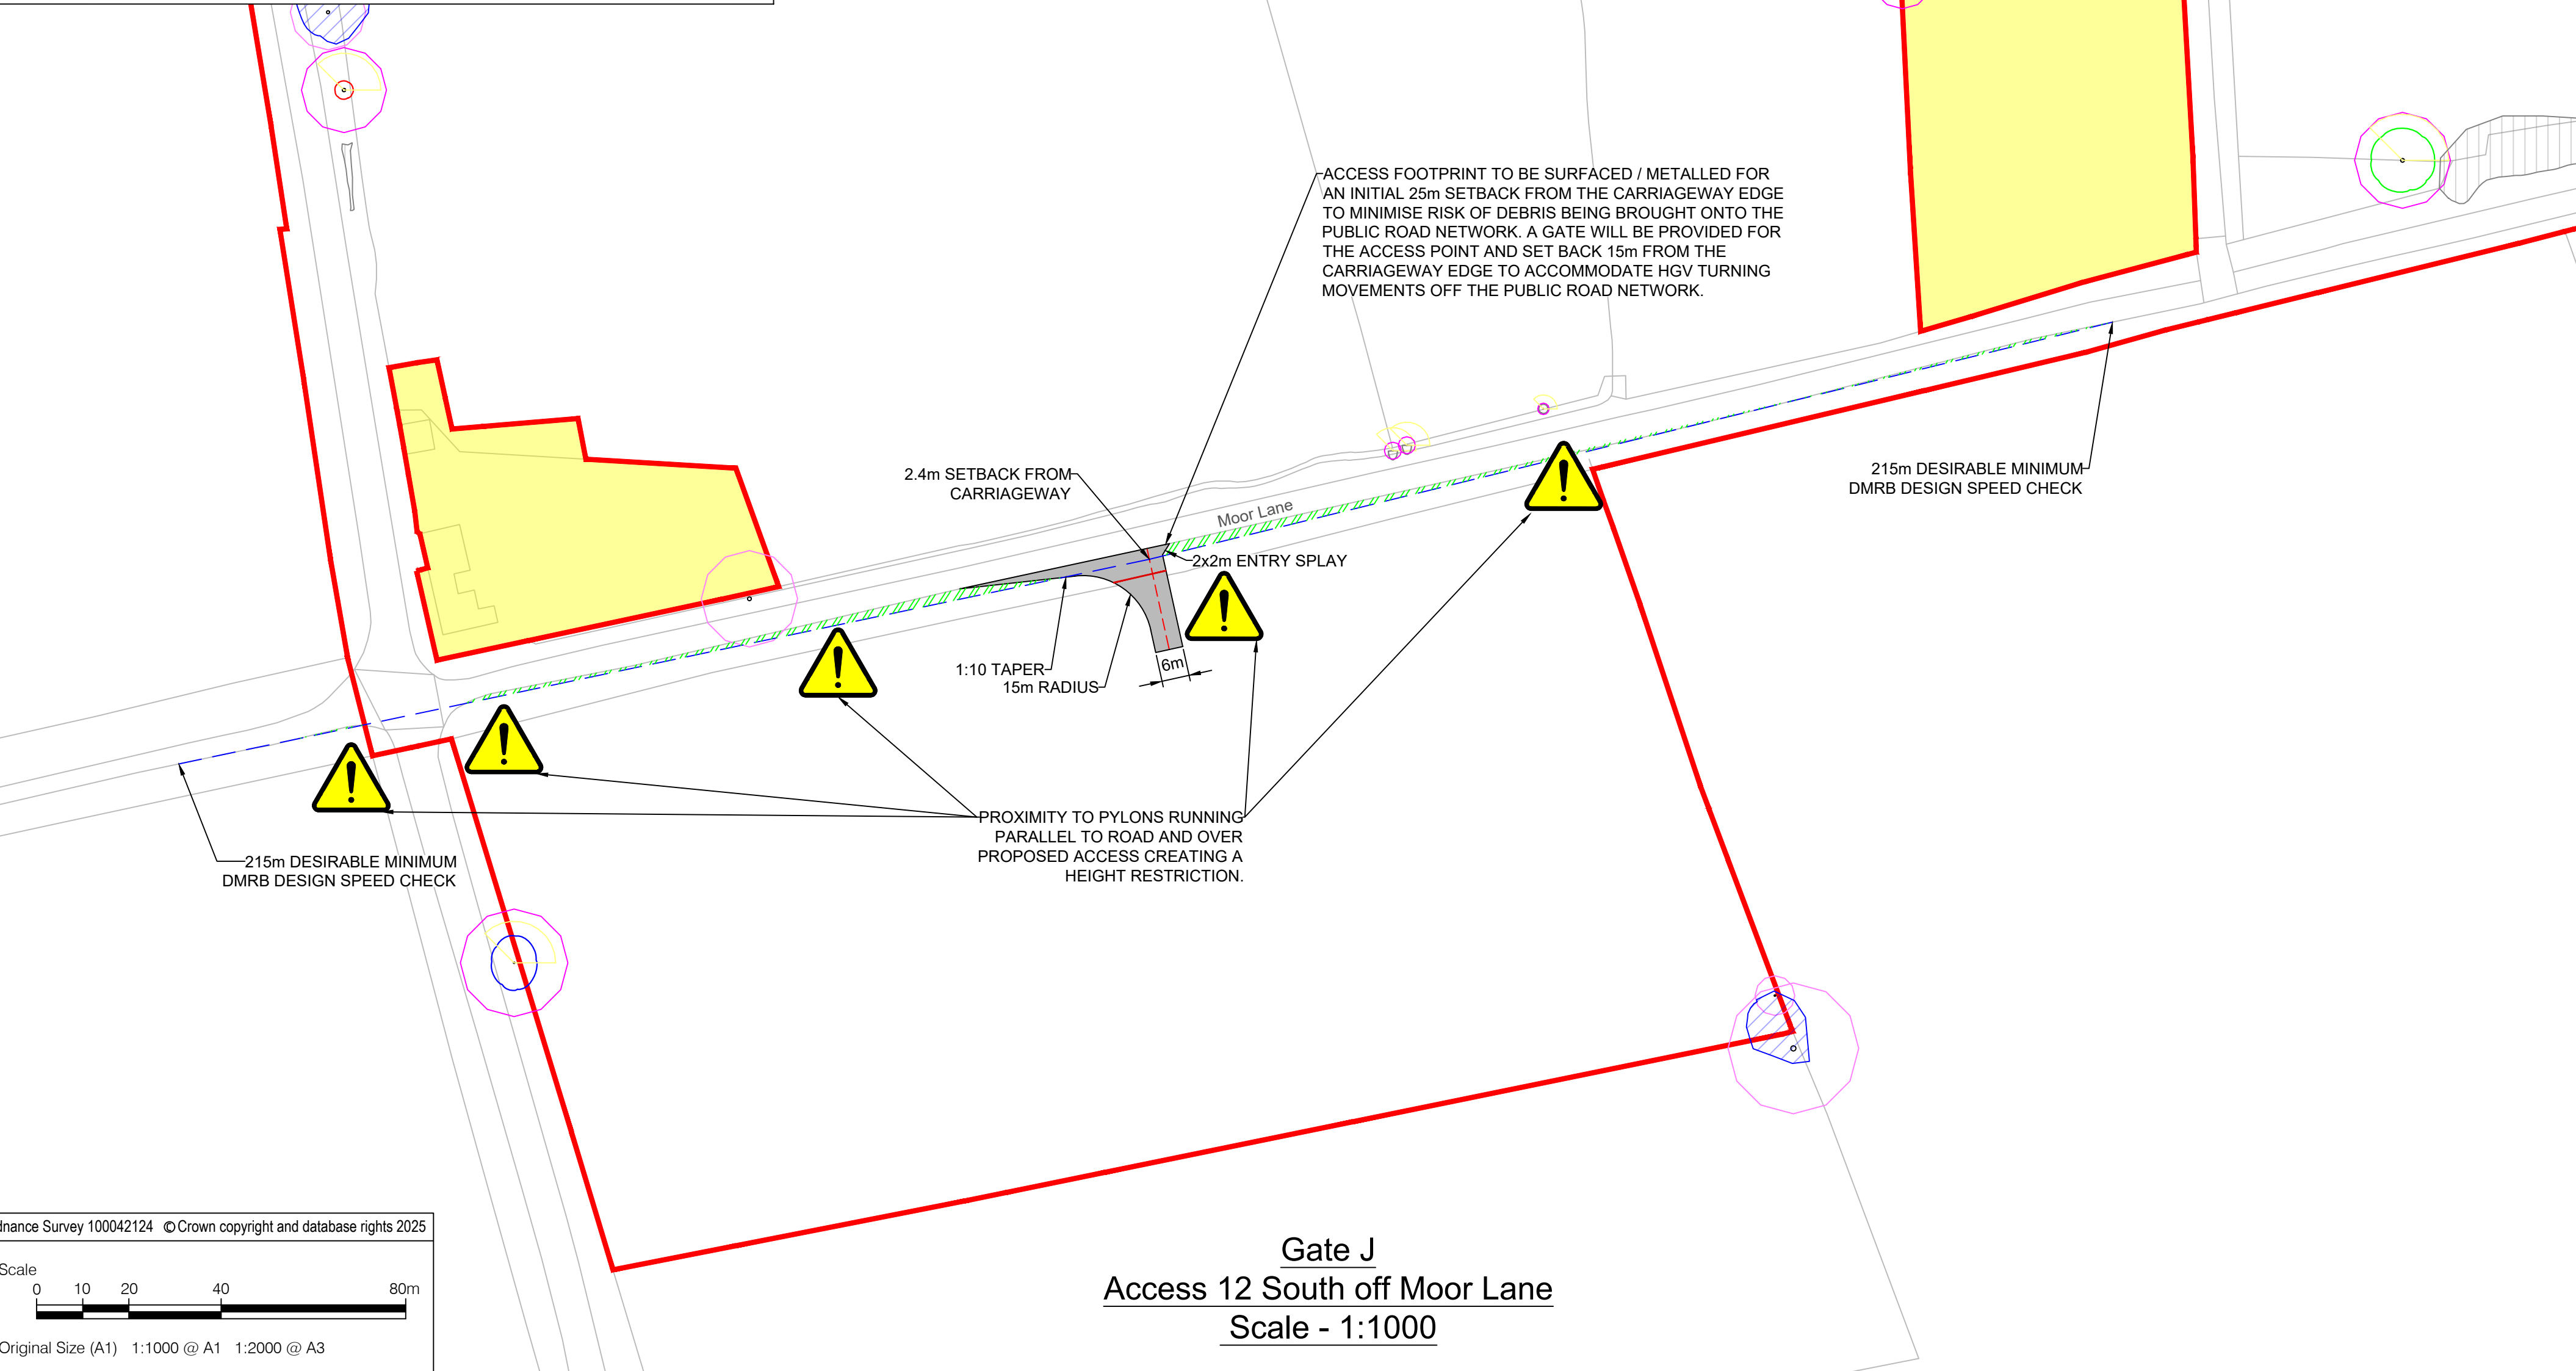 ACCESS FOOTPRINT TO BE SURFACED / METALLED FOR
AN INITIAL 25m SETBACK FROM THE CARRIAGEWAY EDGE
TO MINIMISE RISK OF DEBRIS BEING BROUGHT ONTO THE
PUBLIC ROAD NETWORK. A GATE WILL BE PROVIDED FOR
THE ACCESS POINT AND SET BACK 15m FROM THE
CARRIAGEWAY EDGE TO ACCOMMODATE HGV TURNING
MOVEMENTS OFF THE PUBLIC ROAD NETWORK.
2.4m SETBACK FROM
CARRIAGEWAY
215m DESIRABLE MINIMUM
DMRB DESIGN SPEED CHECK
Moor Lane
2x2m ENTRY SPLAY
1:10 TAPER
15m RADIUS
6m
PROXIMITY TO PYLONS RUNNING
PARALLEL TO ROAD AND OVER
PROPOSED ACCESS CREATING A
HEIGHT RESTRICTION.
215m DESIRABLE MINIMUM
DMRB DESIGN SPEED CHECK
dnance Survey 100042124 © Crown copyright and database rights 2025
Scale
0 10 20 40 80m
Original Size (A1) 1:1000 @ A1 1:2000 @ A3
Gate J
Access 12 South off Moor Lane
Scale - 1:1000